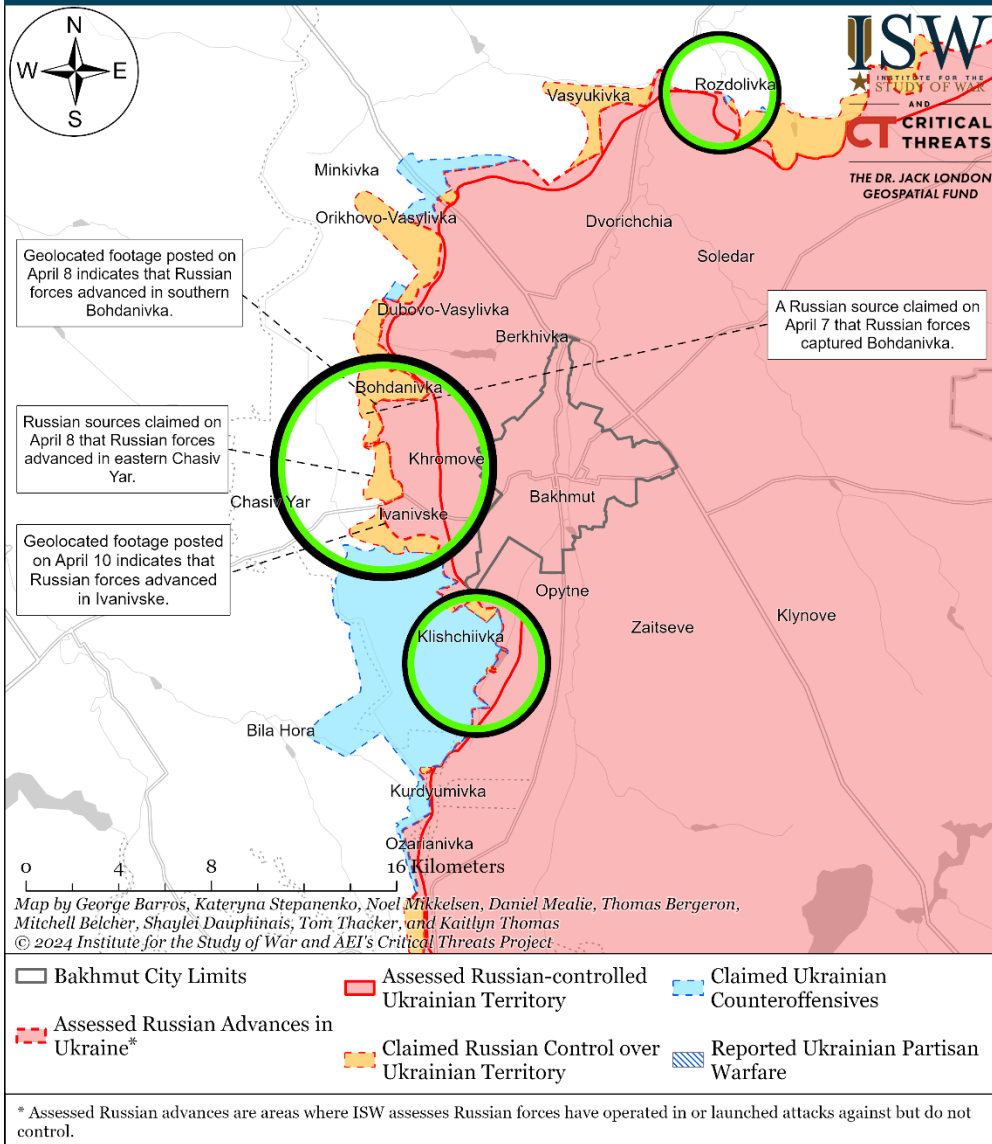 N
W
E
S
ISW
INSTITUTE FOR THE
STUDY OF WAR
AND
CT CRITICAL
THREATS
THE DR. JACK LONDON
GEOSPATIAL FUND
Rozdolivka
Vasyukivka
Minkivka
Orikhovo-Vasylivka
Dvorichchia
Soledar
Geolocated footage posted on
April 8 indicates that Russian
forces advanced in southern
Bohdanivka.
Dubovo-Vasylivka
Berkhivka
A Russian source claimed on
April 7 that Russian forces
captured Bohdanivka.
Bohdanivka
Russian sources claimed on
April 8 that Russian forces
advanced in eastern Chasiv
Yar.
Khromove
Chasiv Yar
Bakhmut
Ivanivske
Geolocated footage posted
on April 10 indicates that
Russian forces advanced
in Ivanivske.
Opytne
Klishchiivka
Zaitseve
Klynove
Bila Hora
Kurdyumivka
Ozarianivka
0 4 8 16 Kilometers
Map by George Barros, Kateryna Stepanenko, Noel Mikkelsen, Daniel Mealie, Thomas Bergeron,
Mitchell Belcher, Shaylei Dauphinais, Tom Thacker, and Kaitlyn Thomas
© 2024 Institute for the Study of War and AEI's Critical Threats Project
Bakhmut City Limits
Assessed Russian Advances in
Ukraine*
Assessed Russian-controlled
Ukrainian Territory
Claimed Russian Control over
Ukrainian Territory
Claimed Ukrainian
Counteroffensives
Reported Ukrainian Partisan
Warfare
* Assessed Russian advances are areas where ISW assesses Russian forces have operated in or launched attacks against but do not
control.